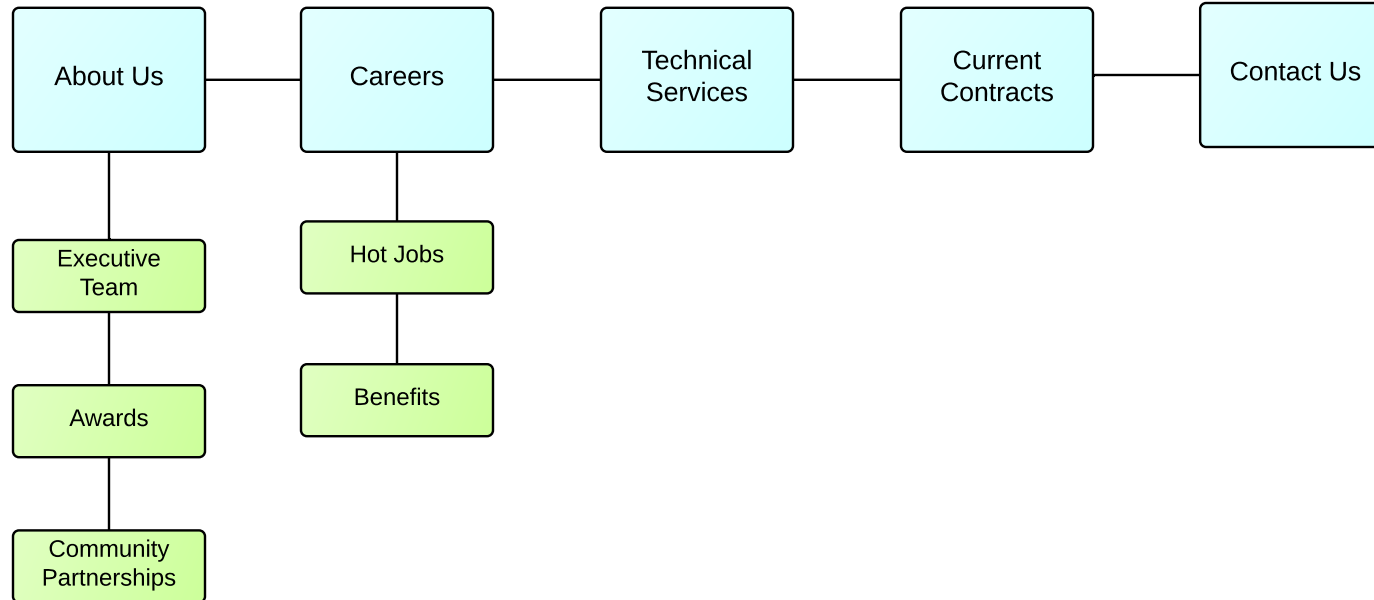 About Us
Careers
Technical
Services
Current
Contracts
Contact Us
Executive
Team
Hot Jobs
Awards
Benefits
Community
Partnerships